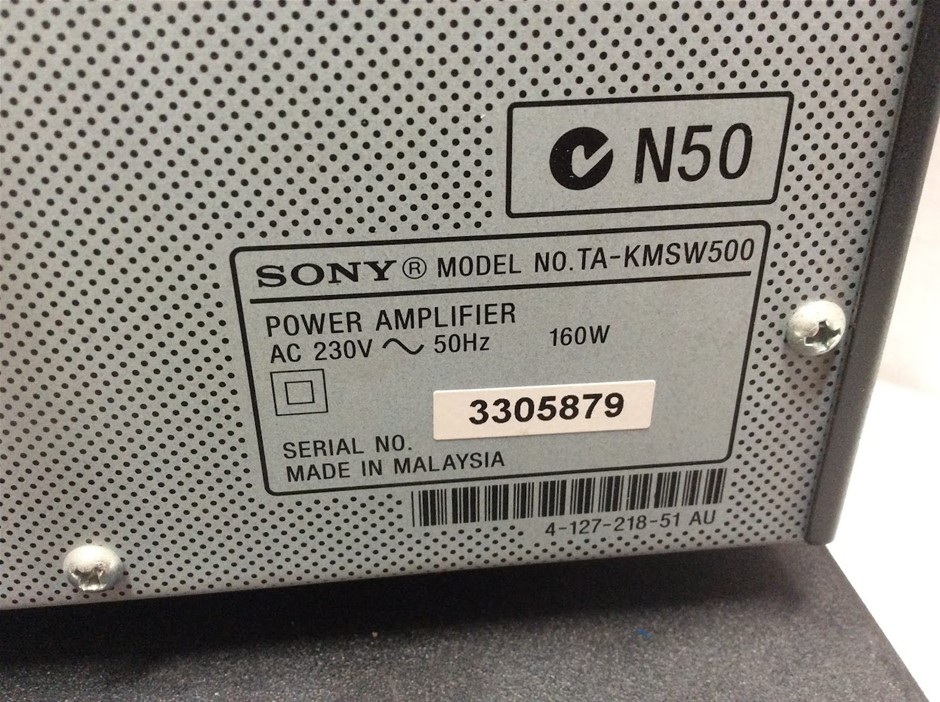 N50
SONY® MODEL NO. TA-KMSW500
POWER AMPLIFIER
AC 230V ~ 50Hz 160W
3305879
SERIAL NO.
MADE IN MALAYSIA
4-127-218-51 AU